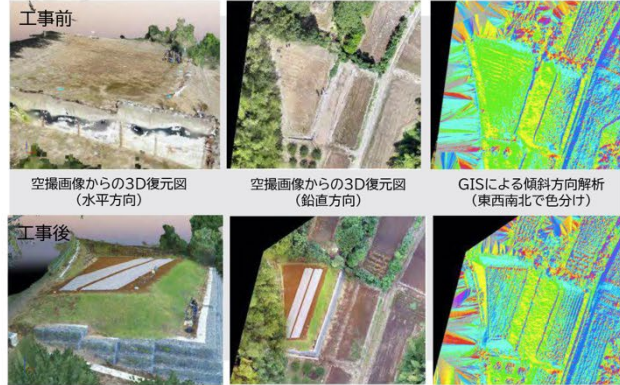 工事前
空撮画像からの3D復元図
(水平方向)
空撮画像からの3D復元図
(鉛直方向)
GISによる傾斜方向解析
(東西南北で色分け)
工事後